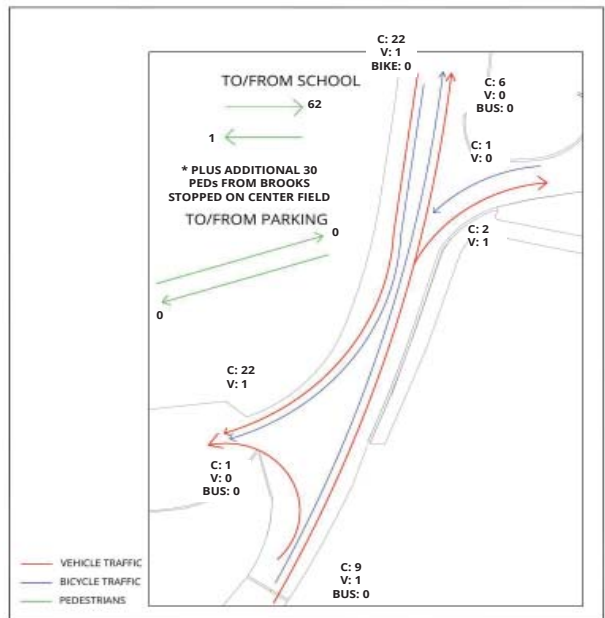 C: 22
V: 1
BIKE: 0
TO/FROM SCHOOL
62
1
* PLUS ADDITIONAL 30
PEDs FROM BROOKS
STOPPED ON CENTER FIELD
TO/FROM PARKING
0
0
C: 6
V: 0
BUS: 0
C: 1
V: 0
C: 2
V: 1
C: 22
V: 1
C: 1
V: 0
BUS: 0
C: 9
V: 1
BUS: 0
VEHICLE TRAFFIC
BICYCLE TRAFFIC
PEDESTRIANS